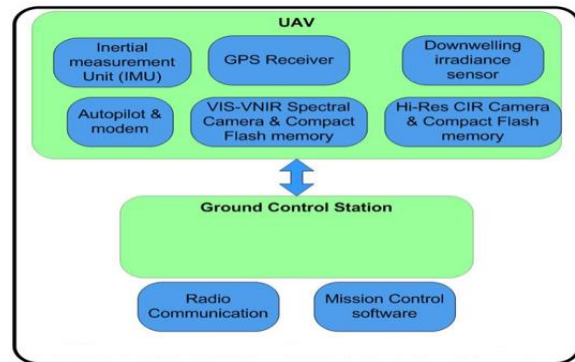 UAV
Inertial
measurement
Unit (IMU)
GPS Receiver
Downwelling
irradiance
sensor
Autopilot &
modem
VIS-VNIR Spectral
Camera & Compact
Flash memory
Hi-Res CIR Camera
& Compact Flash
memory
Ground Control Station
Radio
Communication
Mission Control
software